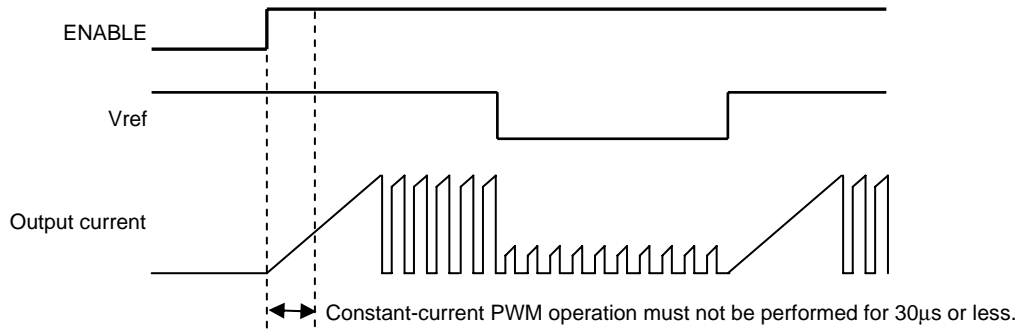 ENABLE
Vref
Output current
Constant-current PWM operation must not be performed for 30μs or less.